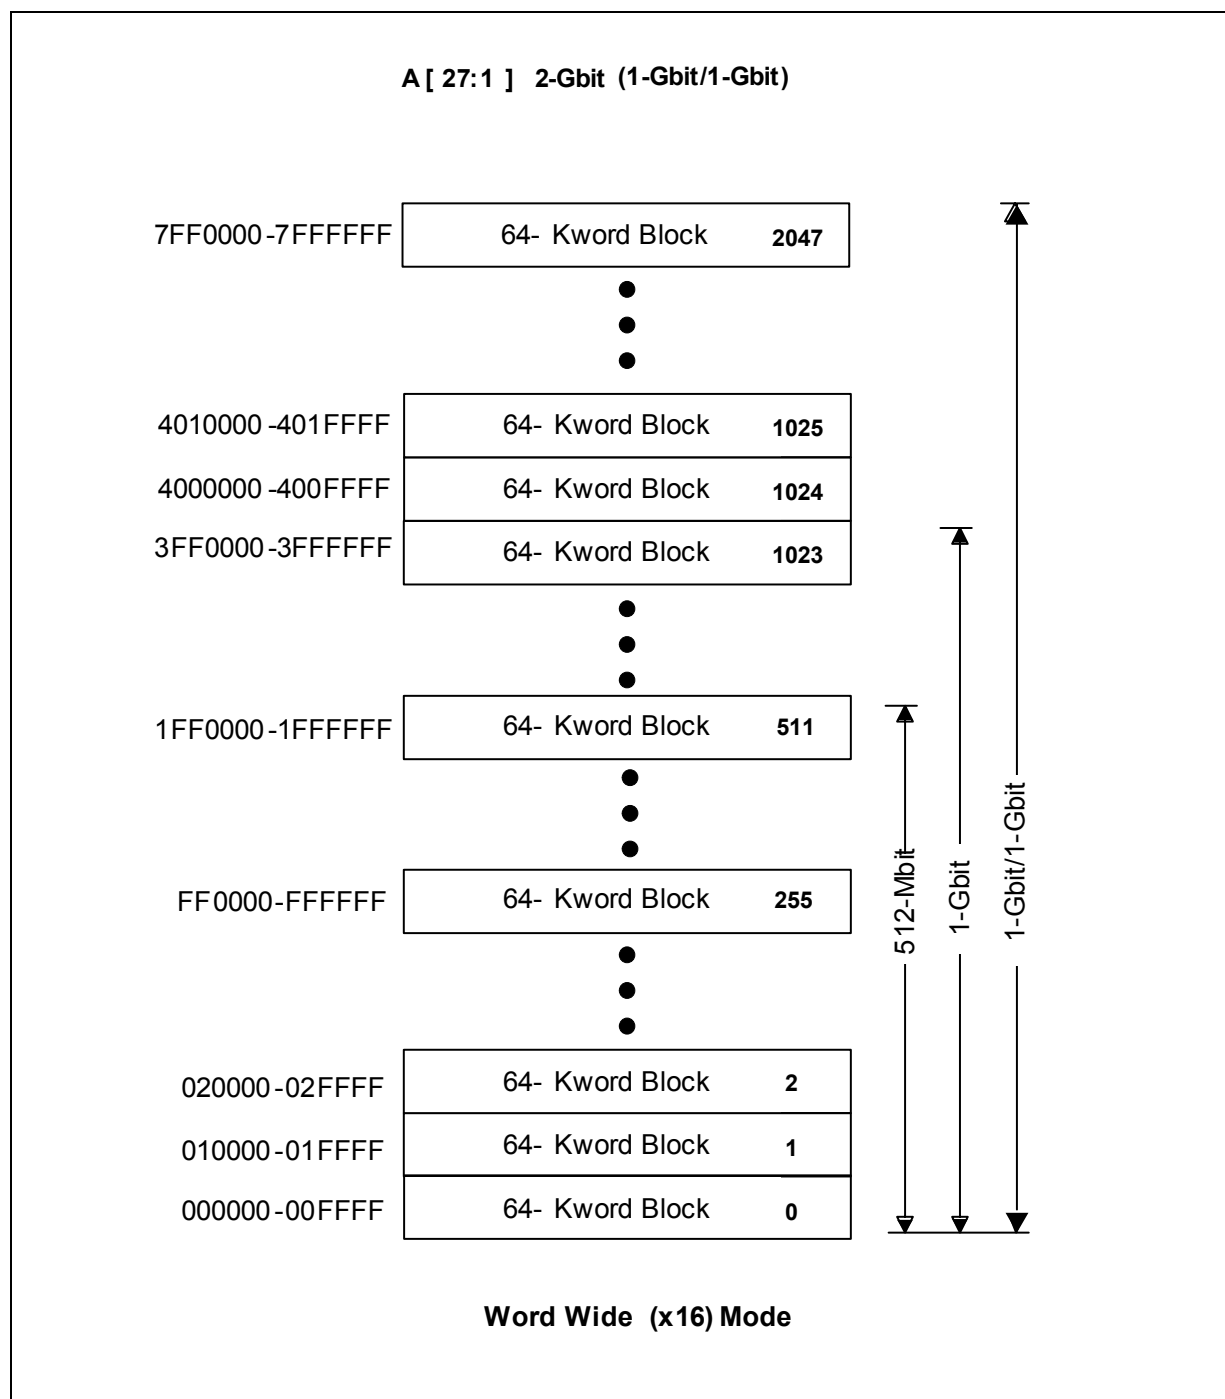 A[27:1] 2-Gbit (1-Gbit/1-Gbit)
7FF0000-7FFFFFF 64- Kword Block 2047
4010000-401FFFF 64- Kword Block 1025
4000000-400FFFF 64- Kword Block 1024
3FF0000-3FFFFFF 64- Kword Block 1023
1FF0000-1FFFFFF 64- Kword Block 511
FF0000-FFFFFF 64- Kword Block 255
020000-02FFFF 64- Kword Block 2
010000-01FFFF 64- Kword Block 1
000000-00FFFF 64- Kword Block 0
512-Mbit
1-Gbit
1-Gbit/1-Gbit
Word Wide (x16) Mode